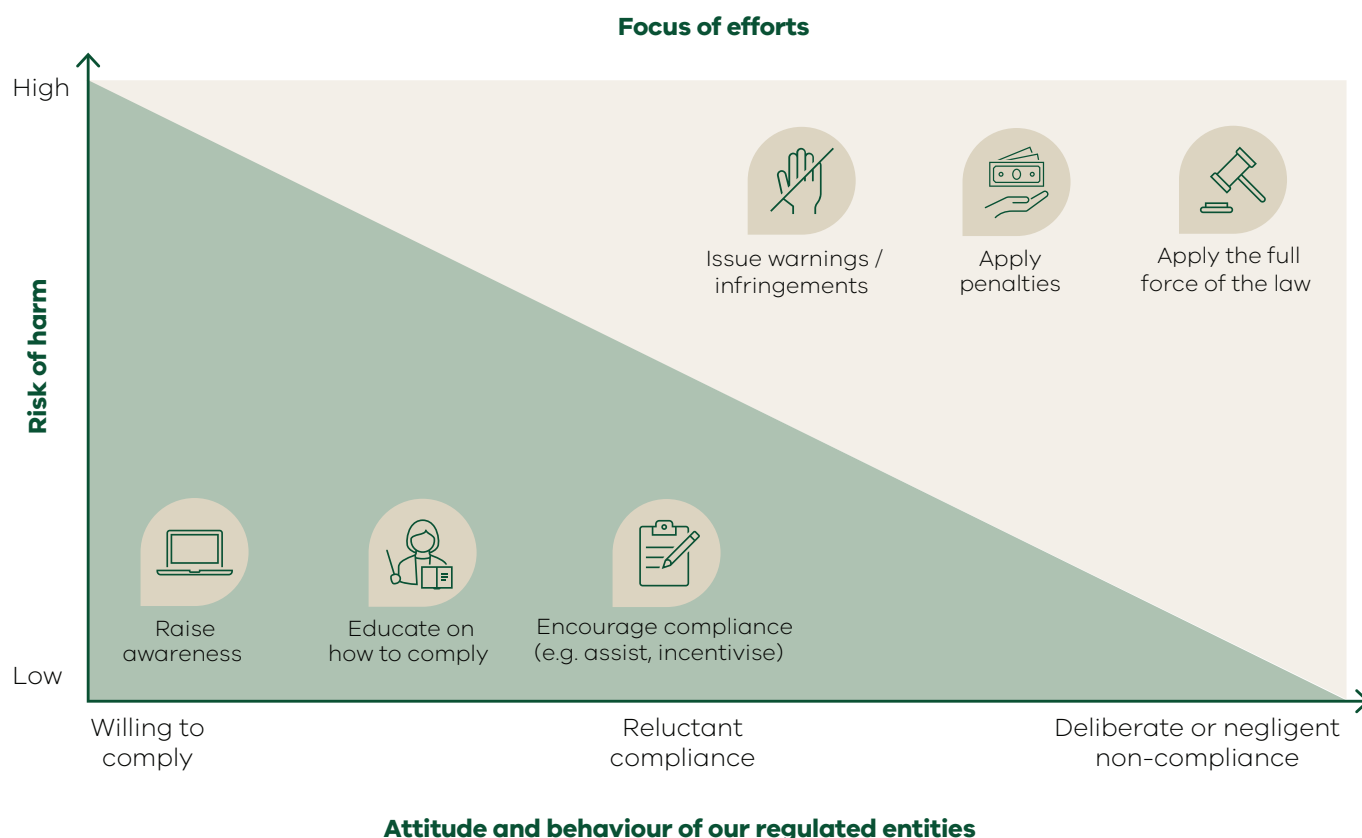 Focus of efforts
High
Issue warnings /
infringements
Apply
penalties
Apply the full
force of the law
Risk of harm
Raise
awareness
Educate on
how to comply
Encourage compliance
(e.g. assist, incentivise)
Low
Willing to
comply
Reluctant
compliance
Deliberate or negligent
non-compliance
Attitude and behaviour of our regulated entities